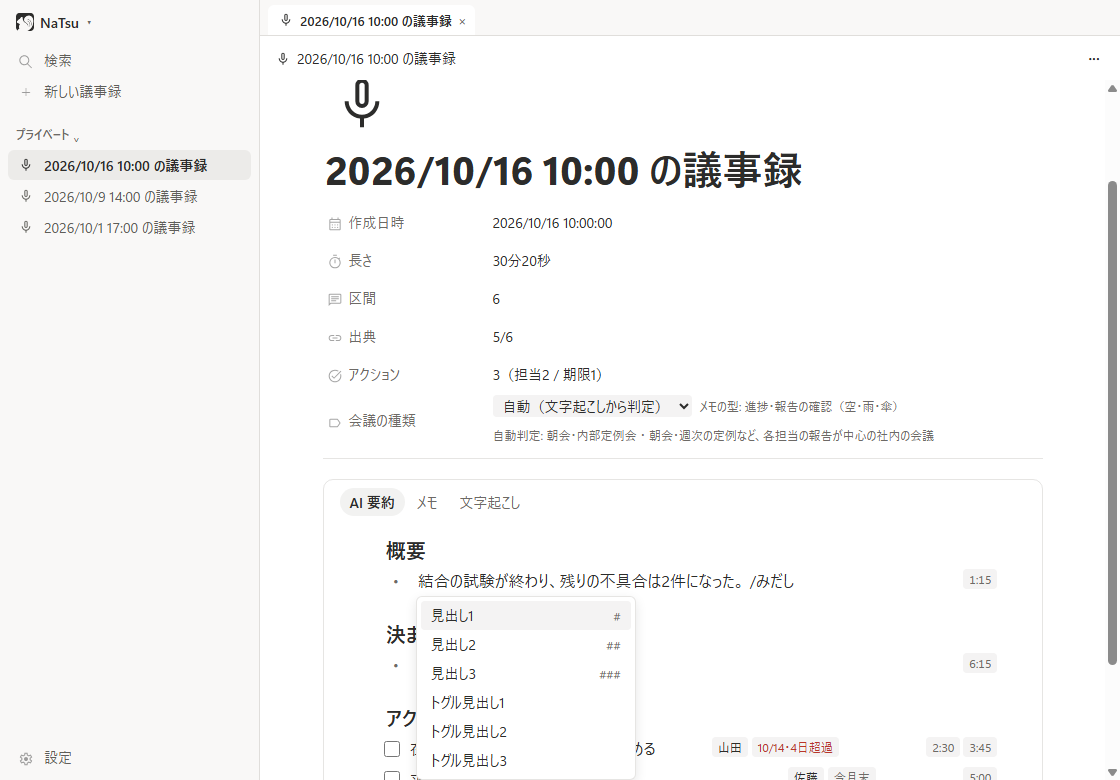 NaTsu
検索
新しい議事録
プライベート
2026/10/16 10:00 の議事録
2026/10/9 14:00 の議事録
2026/10/1 17:00 の議事録
設定
2026/10/16 10:00 の議事録 ×
2026/10/16 10:00 の議事録
2026/10/16 10:00 の議事録
作成日時 2026/10/16 10:00:00
長さ 30分20秒
区間 6
出典 5/6
アクション 3（担当2 / 期限1）
会議の種類 自動（文字起こしから判定） メモの型: 進捗・報告の確認（空・雨・傘）
自動判定: 朝会・内部定例会 ・ 朝会・週次の定例など、各担当の報告が中心の社内の会議
AI 要約 メモ 文字起こし
概要
• 結合の試験が終わり、残りの不具合は2件になった。 /みだし 1:15
見出し1 #
見出し2 ##
見出し3 ###
トグル見出し1
トグル見出し2
トグル見出し3
決ま
• 6:15
アク
める 山田 10/14・4日超過 2:30 3:45
佐藤 今月末 5:00